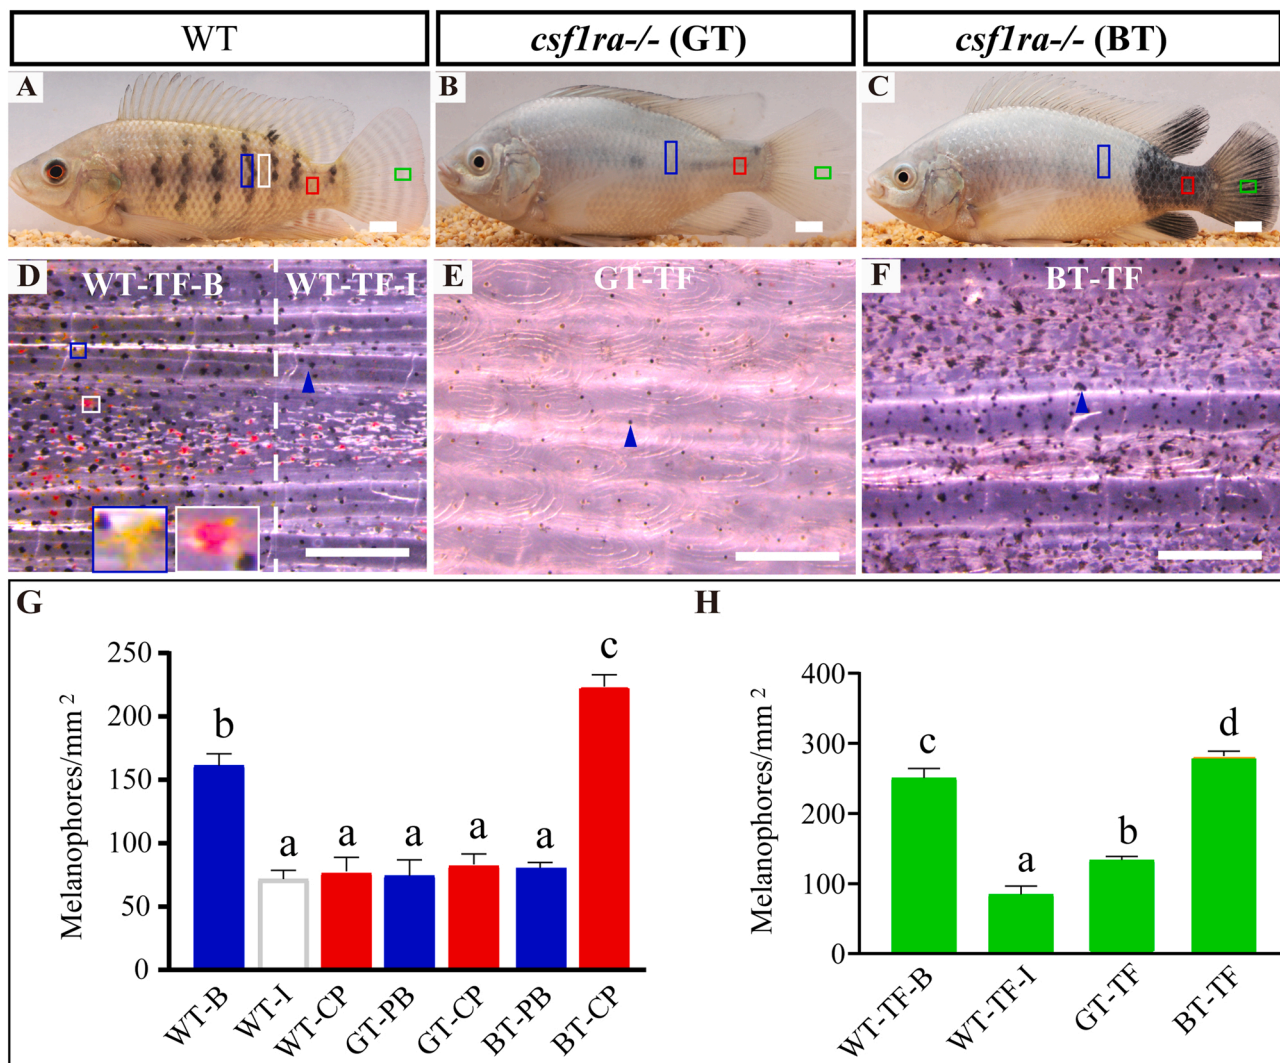 WT
csf1ra-/- (GT)
csf1ra-/- (BT)
A
B
C
D
WT-TF-B
WT-TF-I
E
GT-TF
F
BT-TF
G
Melanophores/mm 2
250
200
150
100
50
0
b
a
a
a
a
a
c
WT-B
WT-I
WT-CP
GT-PB
GT-CP
BT-PB
BT-CP
H
Melanophores/mm 2
400
300
200
100
0
c
a
b
d
WT-TF-B
WT-TF-I
GT-TF
BT-TF